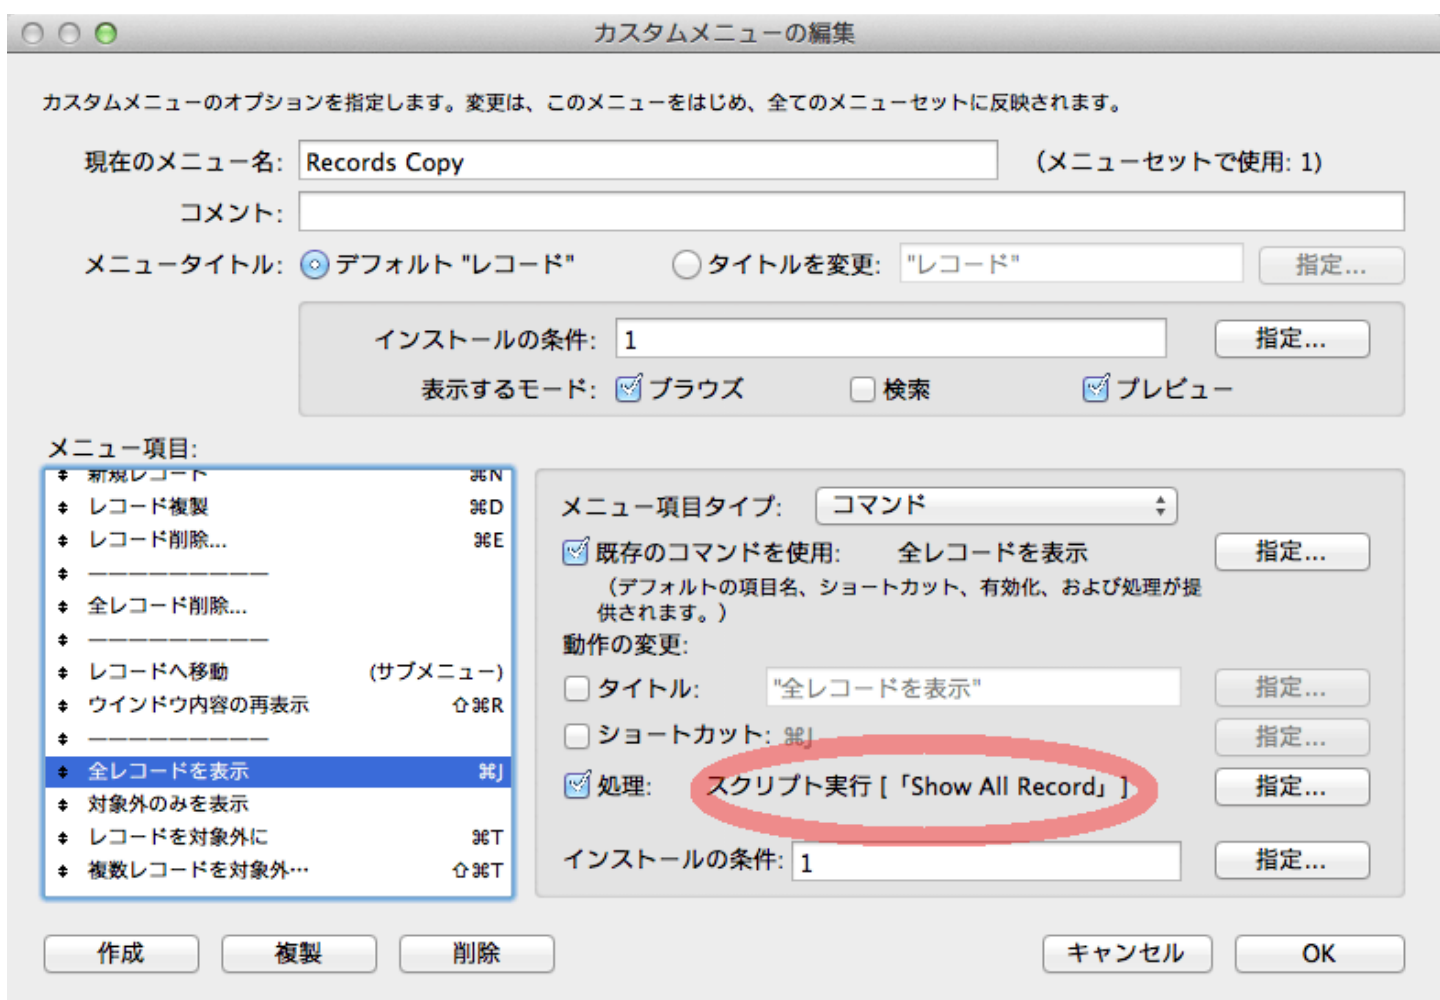 カスタムメニューの編集
カスタムメニューのオプションを指定します。変更は、このメニューをはじめ、全てのメニューセットに反映されます。
現在のメニュー名: Records Copy (メニューセットで使用: 1)
コメント:
メニュータイトル: デフォルト "レコード" タイトルを変更: "レコード" 指定...
インストールの条件: 1 指定...
表示するモード: ブラウズ 検索 プレビュー
メニュー項目:
新規レコード ⌘N
レコード複製 ⌘D
レコード削除... ⌘E
—————————
全レコード削除...
—————————
レコードへ移動 (サブメニュー)
ウインドウ内容の再表示 ⇧⌘R
—————————
全レコードを表示 ⌘J
対象外のみを表示
レコードを対象外に ⌘T
複数レコードを対象外… ⇧⌘T
メニュー項目タイプ: コマンド
既存のコマンドを使用: 全レコードを表示 指定...
(デフォルトの項目名、ショートカット、有効化、および処理が提
供されます。)
動作の変更:
タイトル: "全レコードを表示" 指定...
ショートカット: ⌘J 指定...
処理: スクリプト実行 [「Show All Record」] 指定...
インストールの条件: 1 指定...
作成 複製 削除 キャンセル OK